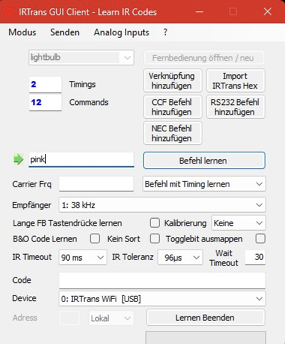 IRTrans GUI Client - Learn IR Codes
Modus Senden Analog Inputs ?
lightbulb Fernbedienung öffnen / neu
2 Timings
12 Commands
Verknüpfung hinzufügen
Import IRTrans Hex
CCF Befehl hinzufügen
RS232 Befehl hinzufügen
NEC Befehl hinzufügen
pink Befehl lernen
Carrier Frq Befehl mit Timing lernen
Empfänger 1: 38 kHz
Lange FB Tastendrücke lernen Kalibrierung Keine
B&O Code Lernen Kein Sort Togglebit ausmappen
IR Timeout 90 ms IR Toleranz 96µs Wait Timeout 30
Code
Device 0: IRTrans WiFi [USB]
Adress Lokal Lernen Beenden